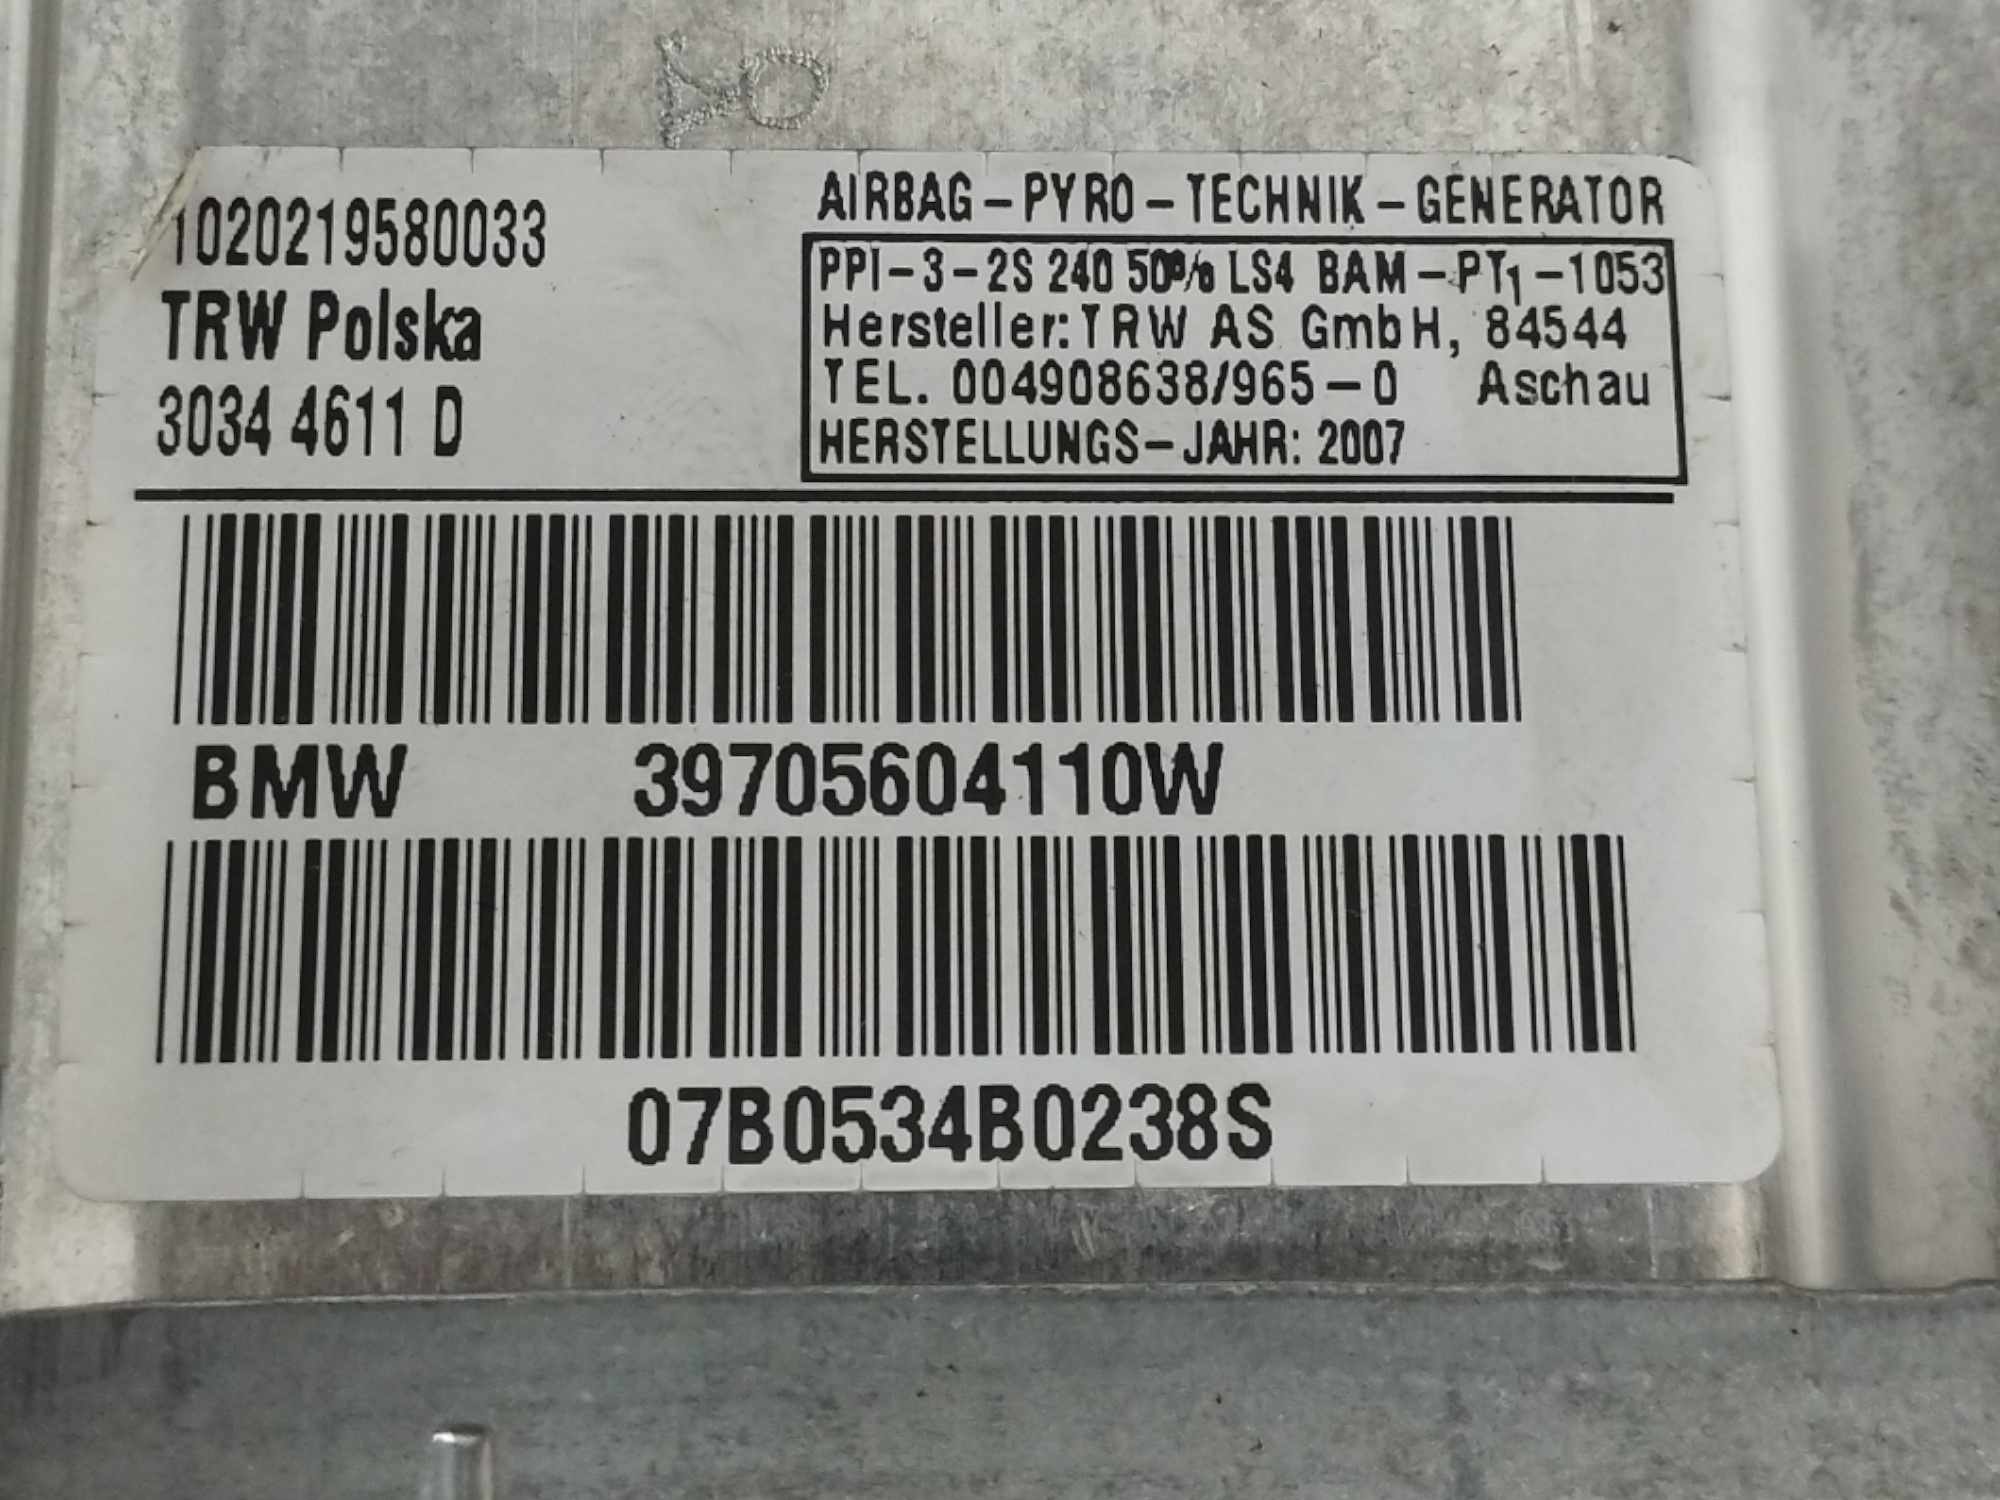 1020219580033
TRW Polska
3034 4611 D
AIRBAG-PYRO-TECHNIK-GENERATOR
PPI-3-2S 240 50% LS4 BAM-PT1-1053
Hersteller: TRW AS GmbH, 84544
TEL. 004908638/965-0 Aschau
HERSTELLUNGS-JAHR: 2007
BMW 39705604110W
07B0534B0238S